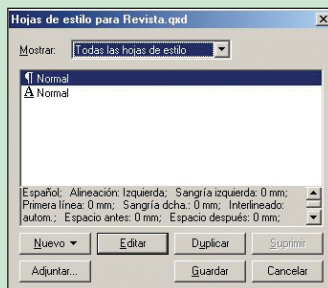 Hojas de estilo para Revista.qxd
Mostrar: Todas las hojas de estilo
¶ Normal
A Normal
Español; Alineación: Izquierda; Sangría izquierda: 0 mm;
Primera línea: 0 mm; Sangría dcha.: 0 mm; Interlineado:
autom.; Espacio antes: 0 mm; Espacio después: 0 mm;
Nuevo Editar Duplicar Suprimir
Adjuntar... Guardar Cancelar